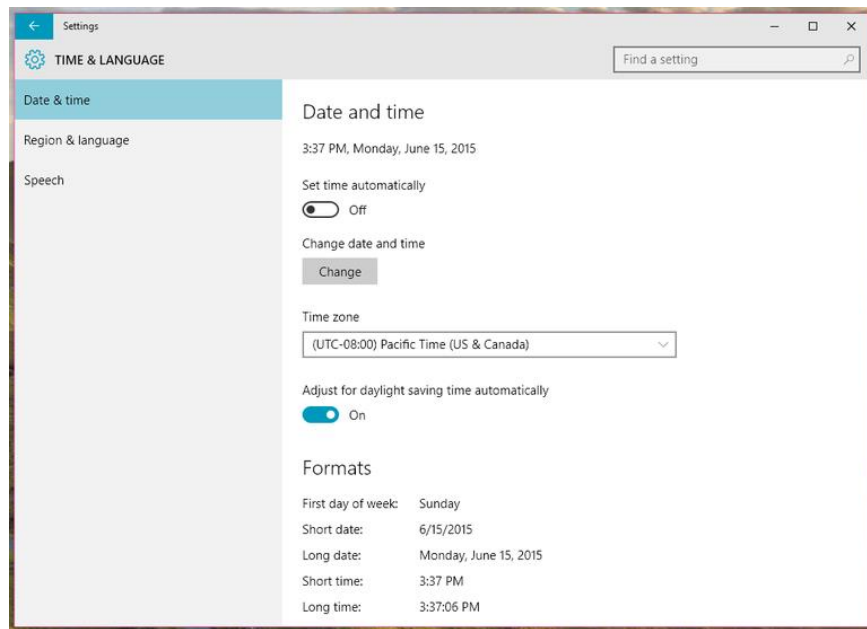 Settings
TIME & LANGUAGE
Find a setting
Date & time
Region & language
Speech
Date and time
3:37 PM, Monday, June 15, 2015
Set time automatically
Off
Change date and time
Change
Time zone
(UTC-08:00) Pacific Time (US & Canada)
Adjust for daylight saving time automatically
On
Formats
First day of week: Sunday
Short date: 6/15/2015
Long date: Monday, June 15, 2015
Short time: 3:37 PM
Long time: 3:37:06 PM